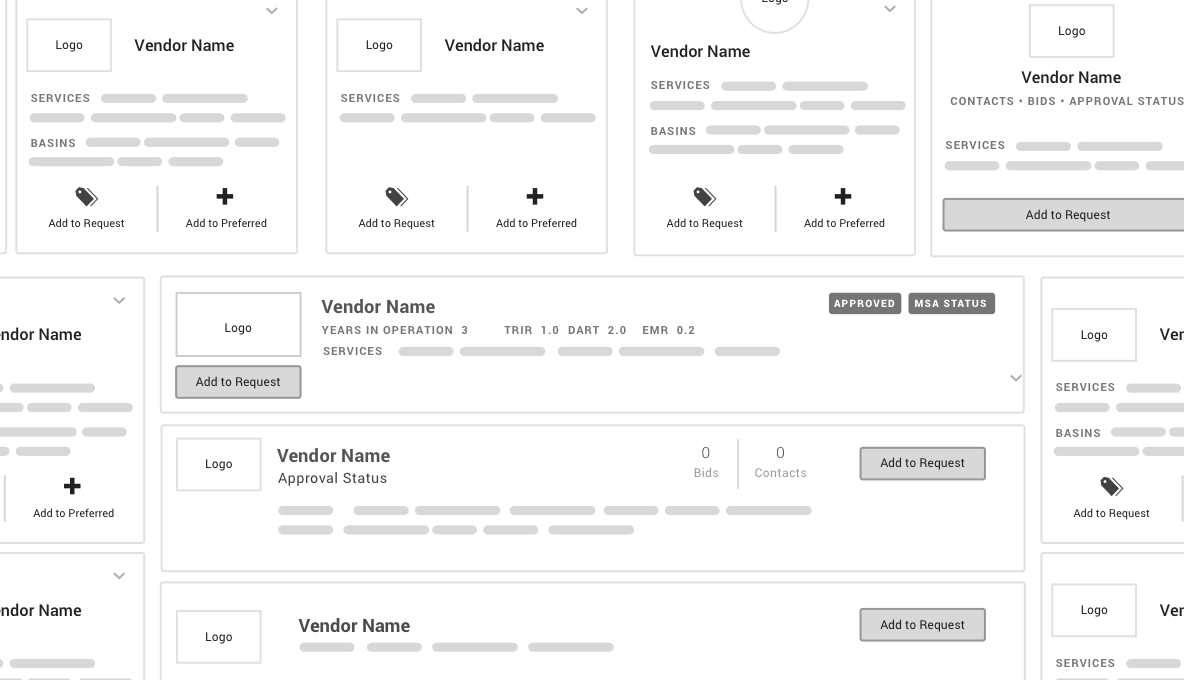 Logo
Vendor Name
SERVICES
BASINS
Add to Request
Add to Preferred
Logo
Vendor Name
SERVICES
Add to Request
Add to Preferred
Logo
Vendor Name
SERVICES
BASINS
Add to Request
Add to Preferred
Logo
Vendor Name
CONTACTS • BIDS • APPROVAL STATUS
SERVICES
Add to Request
ndor Name
Add to Preferred
Logo
Add to Request
Vendor Name
YEARS IN OPERATION 3 TRIR 1.0 DART 2.0 EMR 0.2
SERVICES
APPROVED MSA STATUS
Logo
Ven
SERVICES
BASINS
Add to Request
Logo
Vendor Name
Approval Status
0 Bids
0 Contacts
Add to Request
ndor Name
Logo
Vendor Name
Add to Request
Logo
Ven
SERVICES